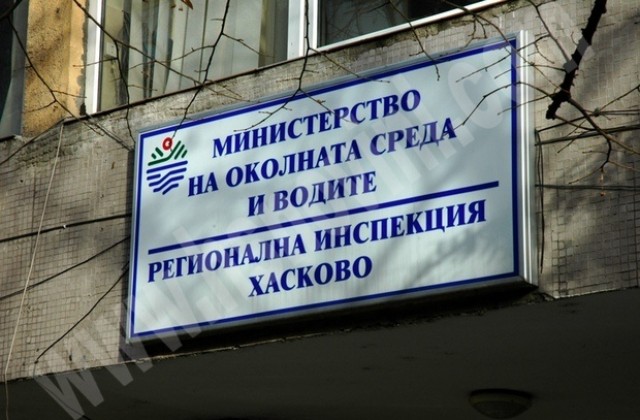 МИНИСТЕРСТВО
НА ОКОЛНАТА СРЕДА
И ВОДИТЕ
РЕГИОНАЛНА ИНСПЕКЦИЯ
ХАСКОВО